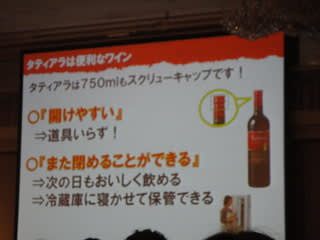 タティアラは便利なワイン
タティアラは750mlもスクリューキャップです！
○『開けやすい』
⇒道具いらず！
○『また閉めることができる』
⇒次の日もおいしく飲める
⇒冷蔵庫に寝かせて保管できる